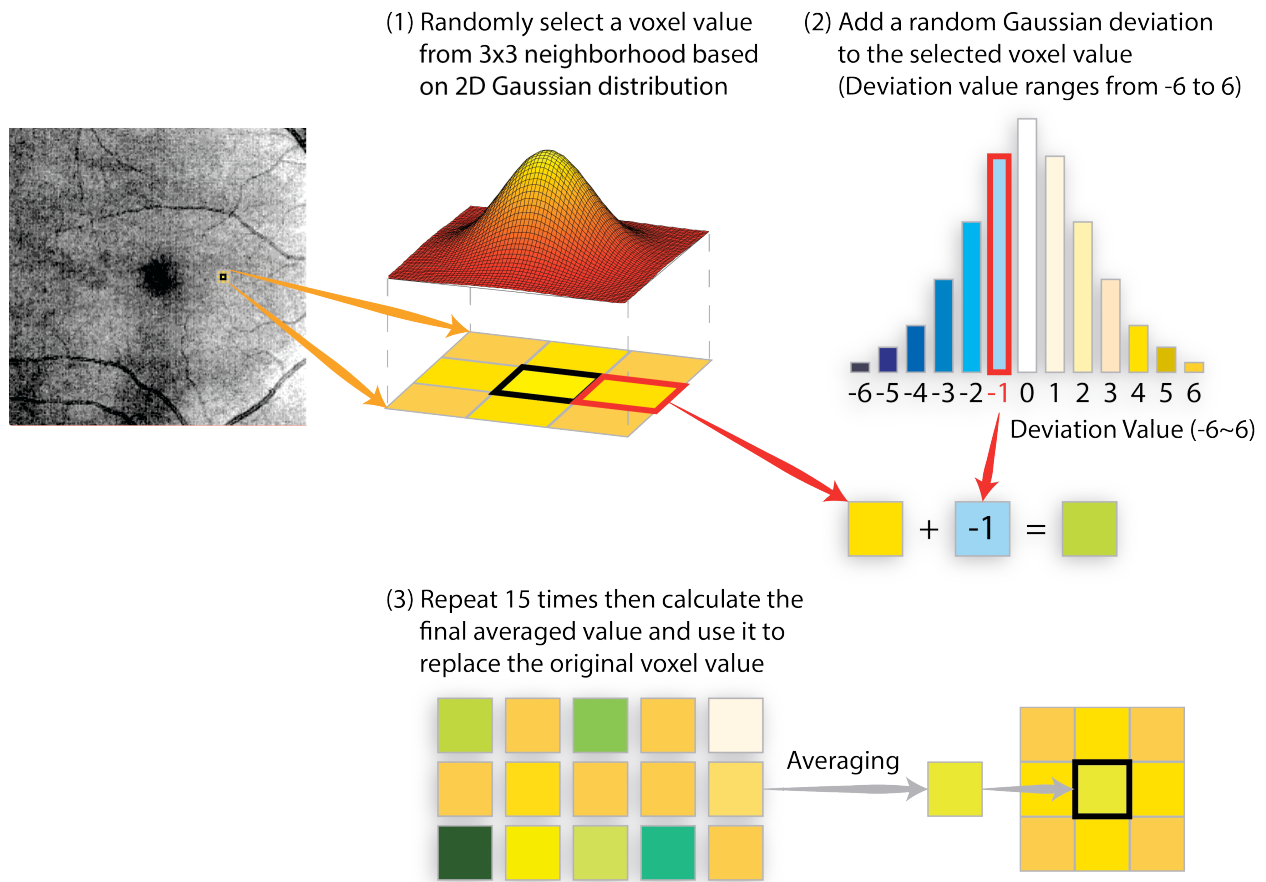 (1) Randomly select a voxel value
from 3x3 neighborhood based
on 2D Gaussian distribution
(2) Add a random Gaussian deviation
to the selected voxel value
(Deviation value ranges from -6 to 6)
-6 -5 -4 -3 -2 -1 0 1 2 3 4 5 6
Deviation Value (-6~6)
+ -1 =
(3) Repeat 15 times then calculate the
final averaged value and use it to
replace the original voxel value
Averaging